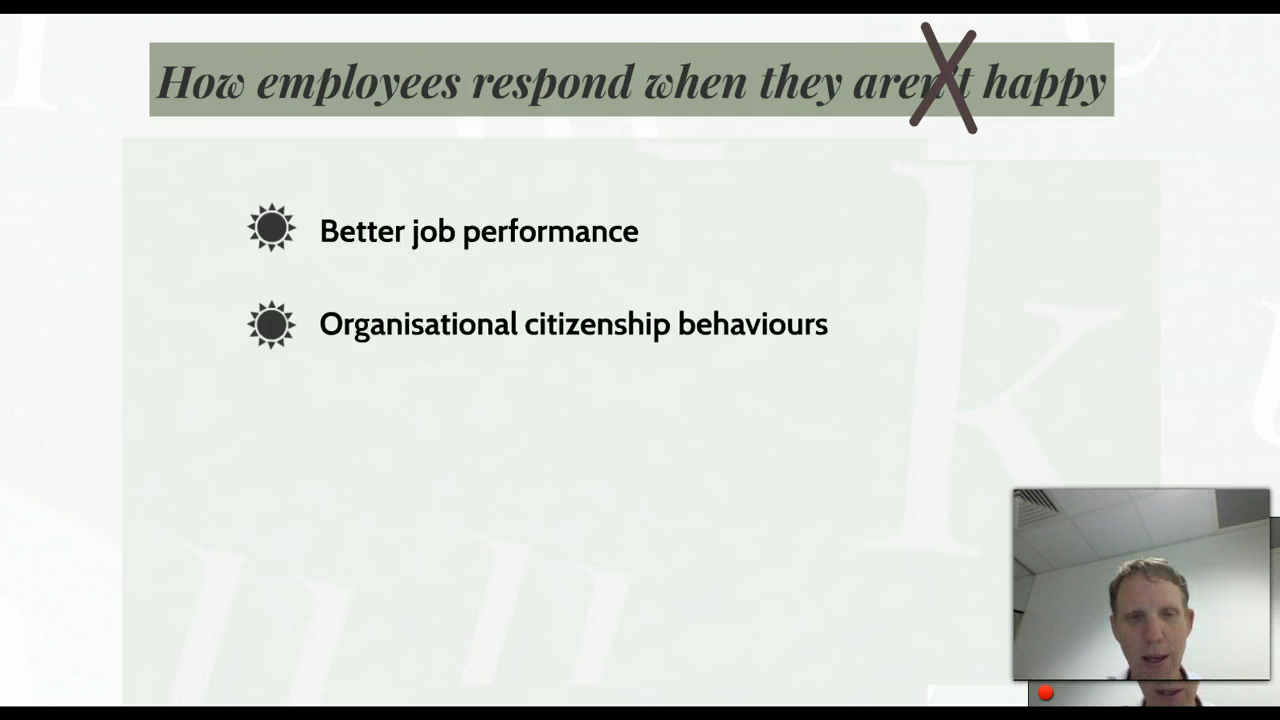 How employees respond when they aren't happy
Better job performance
Organisational citizenship behaviours